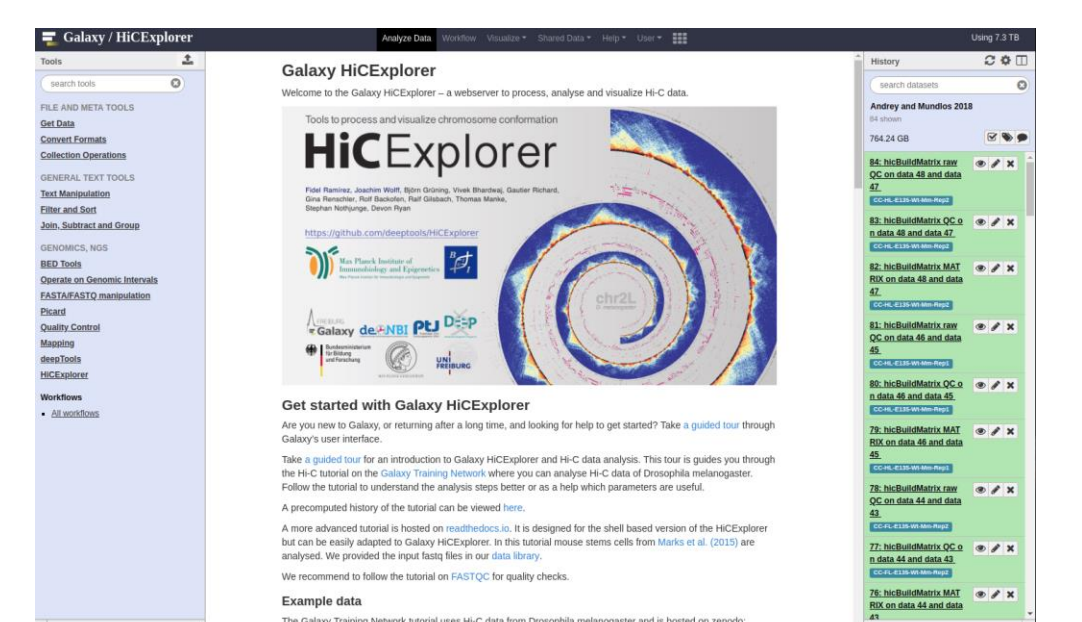 Galaxy / HiCExplorer
Analyze Data Workflow Visualize Shared Data Help User
Using 7.3 TB
Tools
search tools
FILE AND META TOOLS
Get Data
Convert Formats
Collection Operations
GENERAL TEXT TOOLS
Text Manipulation
Filter and Sort
Join, Subtract and Group
GENOMICS, NGS
BED Tools
Operate on Genomic Intervals
FASTA/FASTQ manipulation
Picard
Quality Control
Mapping
deepTools
HiCExplorer
Workflows
All workflows
Galaxy HiCExplorer
Welcome to the Galaxy HiCExplorer – a webserver to process, analyse and visualize Hi-C data.
Tools to process and visualize chromosome conformation
HiCExplorer
Fidel Ramirez, Joachim Wolff, Björn Grüning, Vivek Bhardwaj, Gautier Richard,
Gina Renschler, Rolf Backofen, Ralf Gilsbach, Thomas Manke,
Stephan Nothjunge, Devon Ryan
https://github.com/deeptools/HiCExplorer
Max Planck Institute of
Immunobiology and Epigenetics
chr2L
FREIBURG
Galaxy
de.NBI
DEEP
Bundesministerium
für Bildung
und Forschung
UNI
FREIBURG
Get started with Galaxy HiCExplorer
Are you new to Galaxy, or returning after a long time, and looking for help to get started? Take a guided tour through
Galaxy's user interface.
Take a guided tour for an introduction to Galaxy HiCExplorer and Hi-C data analysis. This tour is guides you through
the Hi-C tutorial on the Galaxy Training Network where you can analyse Hi-C data of Drosophila melanogaster.
Follow the tutorial to understand the analysis steps better or as a help which parameters are useful.
A precomputed history of the tutorial can be viewed here.
A more advanced tutorial is hosted on readthedocs.io. It is designed for the shell based version of the HiCExplorer
but can be easily adapted to Galaxy HiCExplorer. In this tutorial mouse stems cells from Marks et al. (2015) are
analysed. We provided the input fastq files in our data library.
We recommend to follow the tutorial on FASTQC for quality checks.
Example data
The Galaxy Training Network tutorial uses Hi-C data from Drosophila melanogaster and is hosted on zenodo:
History
search datasets
Andrey and Mundlos 2018
84 shown
764.24 GB
84: hicBuildMatrix raw
QC on data 48 and data
47
CC-HL-E135-Wt-Mm-Rep2
83: hicBuildMatrix QC o
n data 48 and data 47
CC-HL-E135-Wt-Mm-Rep2
82: hicBuildMatrix MAT
RIX on data 48 and data
47
CC-HL-E135-Wt-Mm-Rep2
81: hicBuildMatrix raw
QC on data 46 and data
45
CC-HL-E135-Wt-Mm-Rep1
80: hicBuildMatrix QC o
n data 46 and data 45
CC-HL-E135-Wt-Mm-Rep1
79: hicBuildMatrix MAT
RIX on data 46 and data
45
CC-HL-E135-Wt-Mm-Rep1
78: hicBuildMatrix raw
QC on data 44 and data
43
CC-FL-E135-Wt-Mm-Rep2
77: hicBuildMatrix QC o
n data 44 and data 43
CC-FL-E135-Wt-Mm-Rep2
76: hicBuildMatrix MAT
RIX on data 44 and data
43